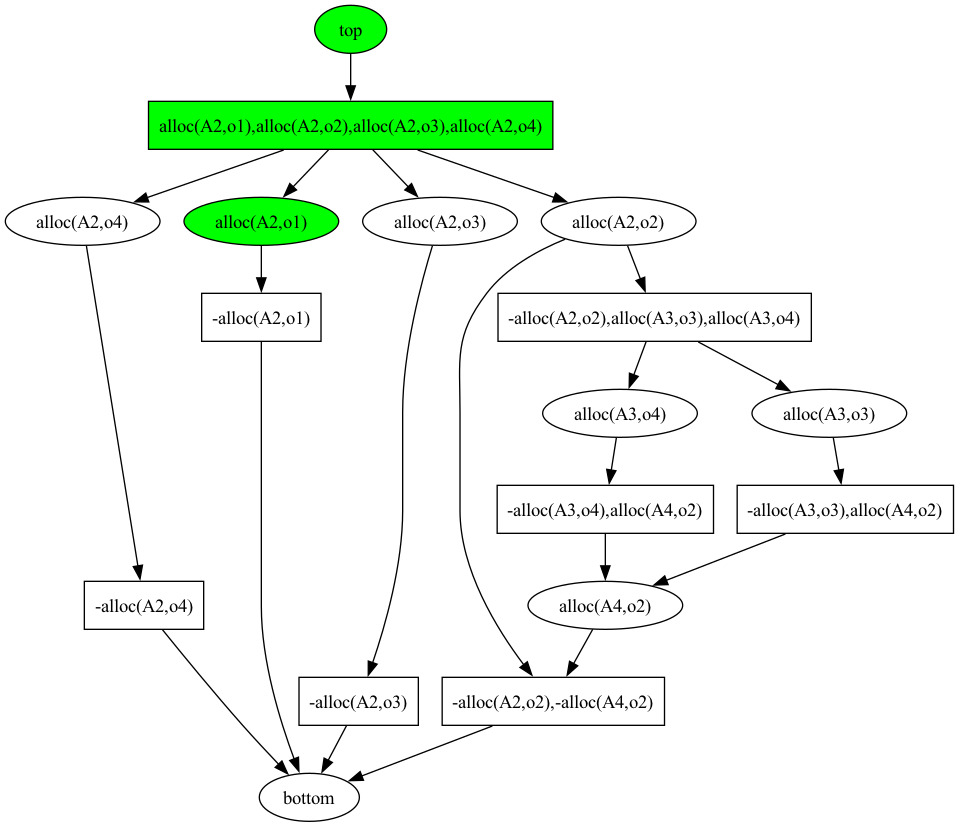 top
alloc(A2,o1),alloc(A2,o2),alloc(A2,o3),alloc(A2,o4)
alloc(A2,o4)
alloc(A2,o1)
alloc(A2,o3)
alloc(A2,o2)
-alloc(A2,o1)
-alloc(A2,o2),alloc(A3,o3),alloc(A3,o4)
alloc(A3,o4)
alloc(A3,o3)
-alloc(A3,o4),alloc(A4,o2)
-alloc(A3,o3),alloc(A4,o2)
-alloc(A2,o4)
alloc(A4,o2)
-alloc(A2,o3)
-alloc(A2,o2),-alloc(A4,o2)
bottom